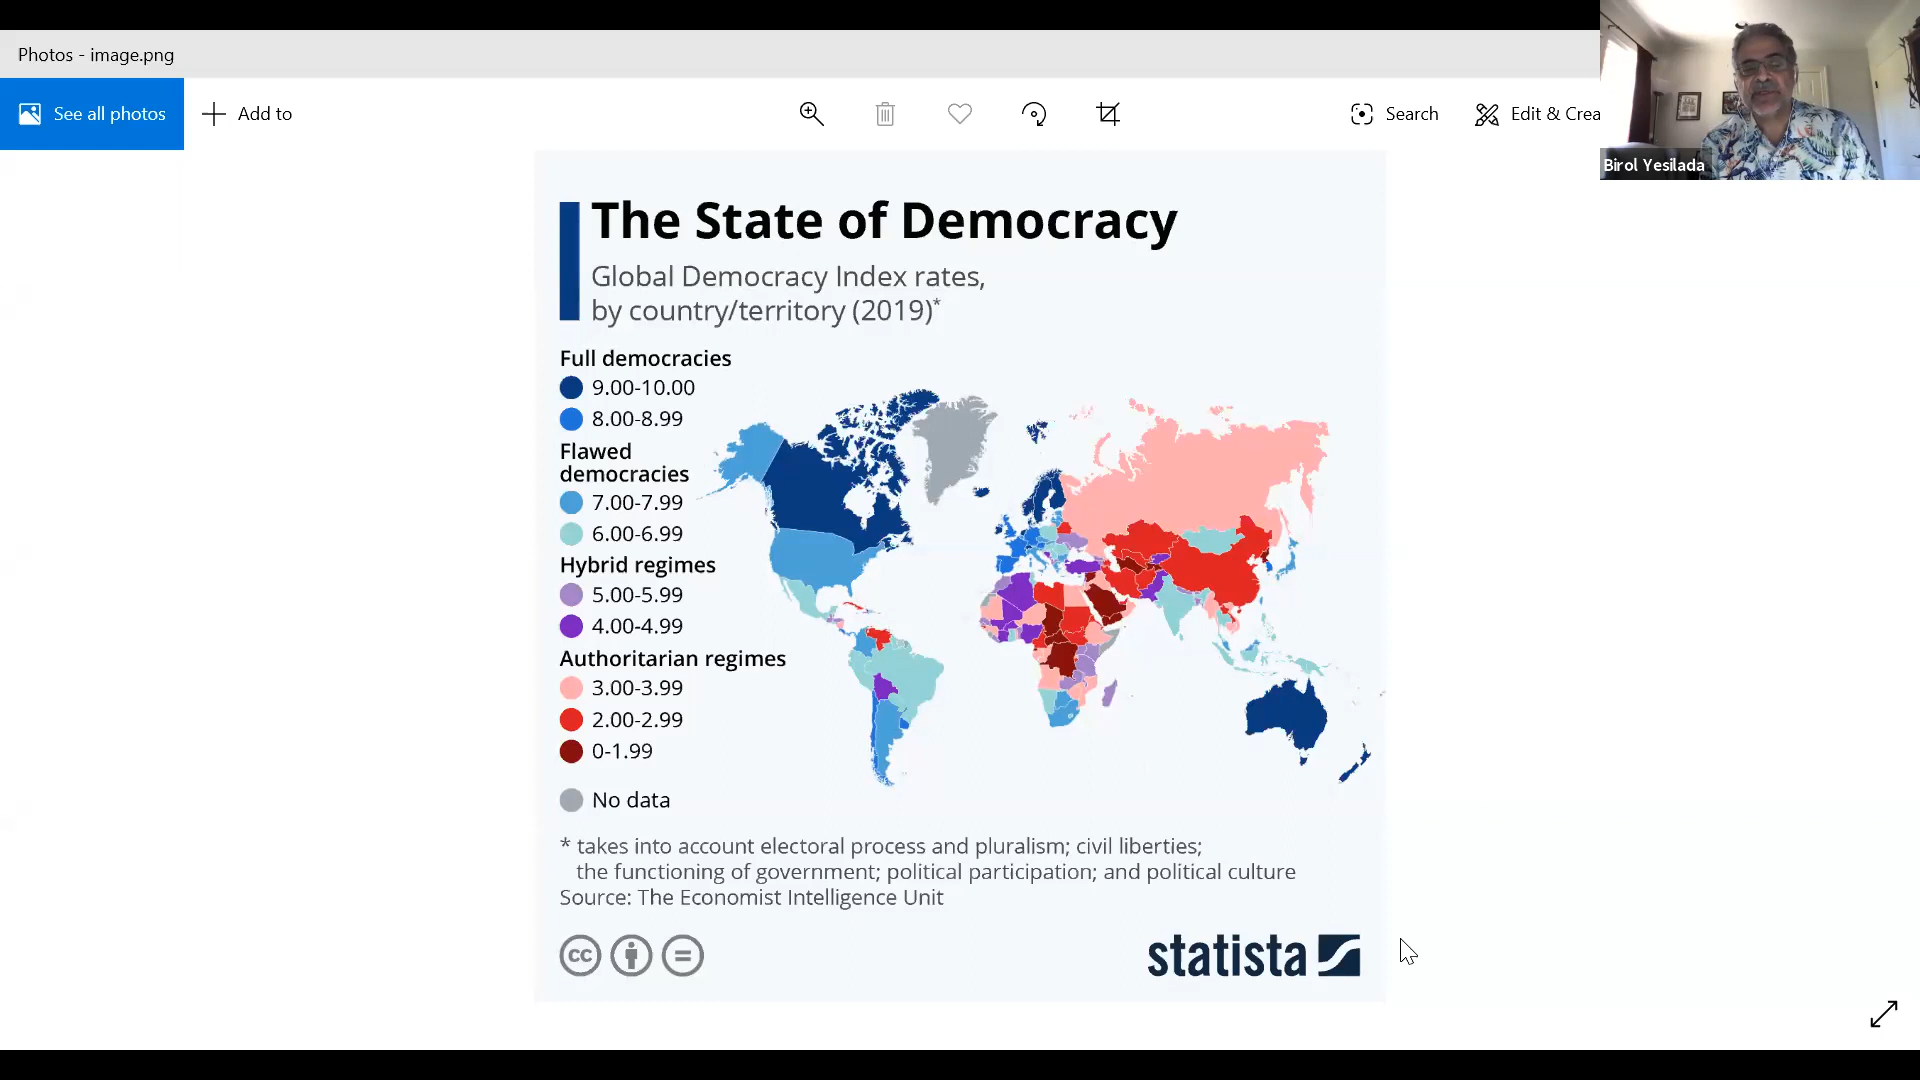 Photos - image.png
See all photos
Add to
Search
Edit & Crea
Birol Yesilada
The State of Democracy
Global Democracy Index rates,
by country/territory (2019)*
Full democracies
9.00-10.00
8.00-8.99
Flawed
democracies
7.00-7.99
6.00-6.99
Hybrid regimes
5.00-5.99
4.00-4.99
Authoritarian regimes
3.00-3.99
2.00-2.99
0-1.99
No data
* takes into account electoral process and pluralism; civil liberties;
the functioning of government; political participation; and political culture
Source: The Economist Intelligence Unit
cc
statista